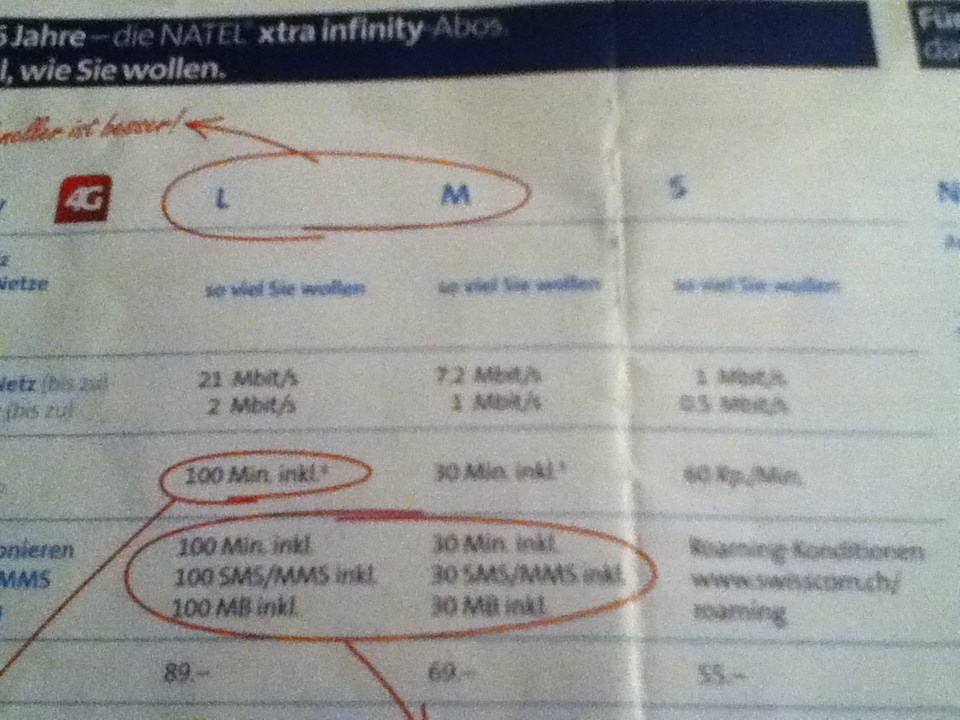 Jahre – die NATEL® xtra infinity-Abos.
wie Sie wollen.
ist besser!
4G
L M S
Netze
so viel Sie wollen so viel Sie wollen so viel Sie wollen
Netz (bis zu) 21 Mbit/s 7.2 Mbit/s 1 Mbit/s
(bis zu) 2 Mbit/s 1 Mbit/s 0.5 Mbit/s
100 Min. inkl. 30 Min. inkl. 60 Rp./Min.
100 Min. inkl. 30 Min. inkl. Roaming-Konditionen
MMS 100 SMS/MMS inkl. 30 SMS/MMS inkl. www.swisscom.ch/
100 MB inkl. 30 MB inkl. roaming
89.– 69.– 55.–